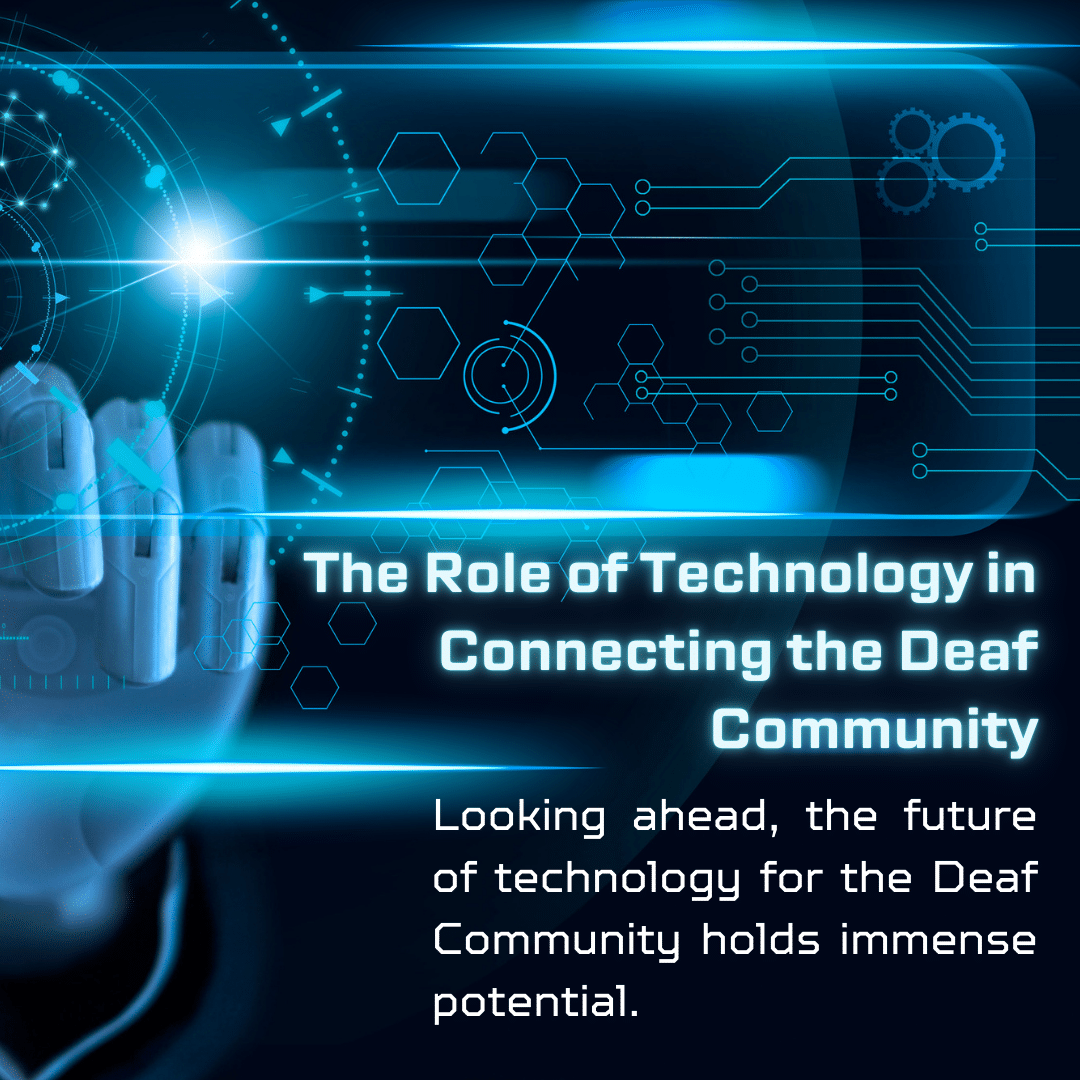 The Role of Technology in
Connecting the Deaf
Community
Looking ahead, the future
of technology for the Deaf
Community holds immense
potential.